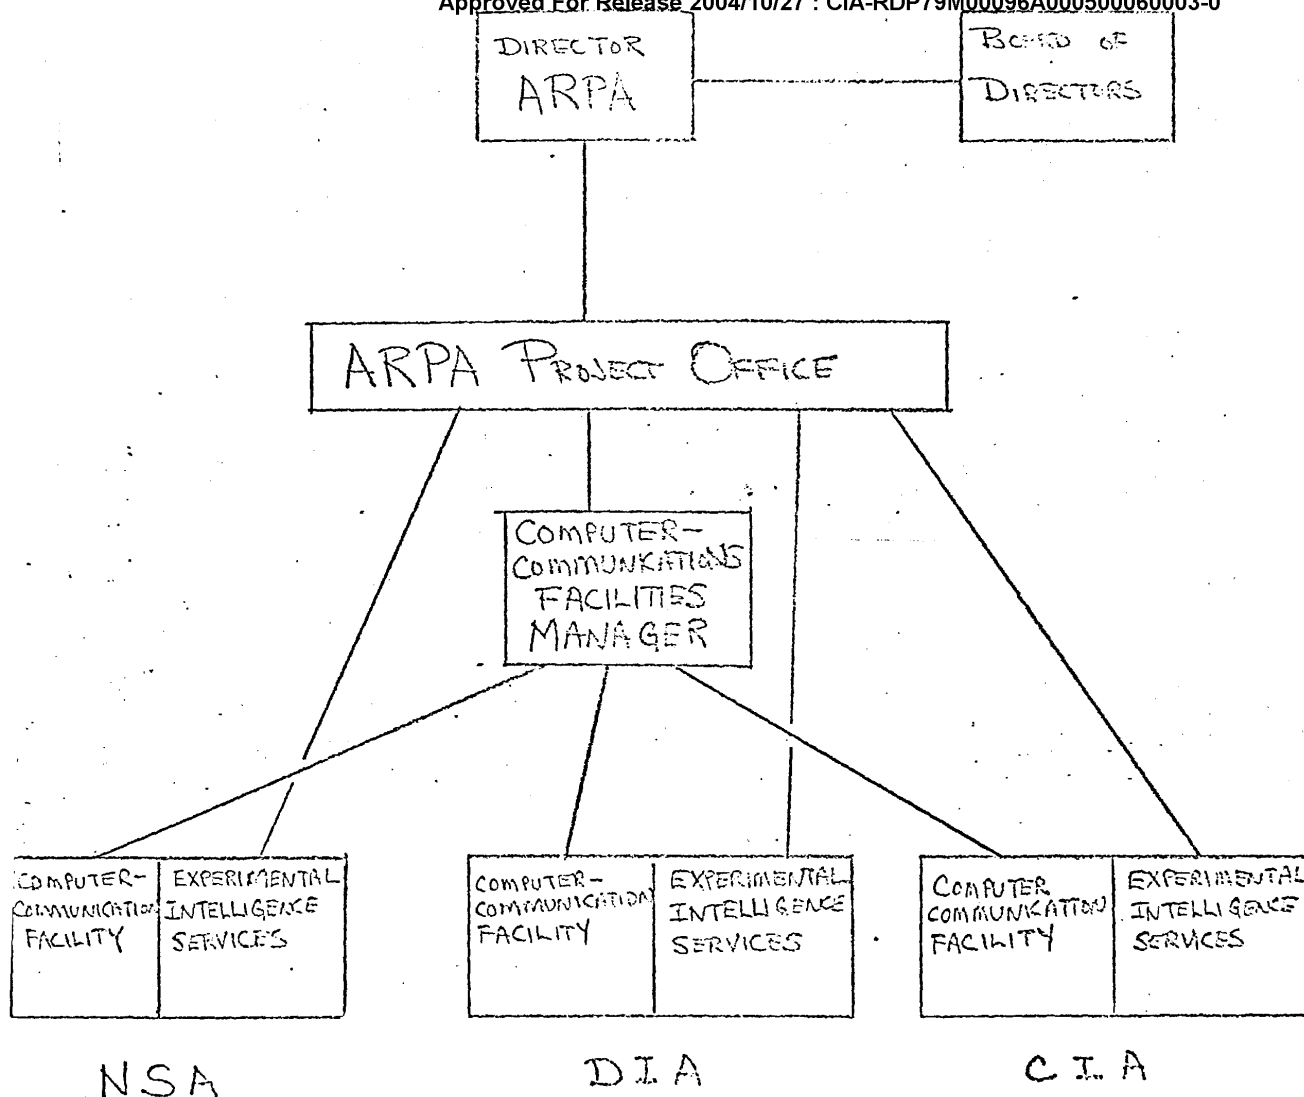 Approved For Release 2004/10/27 : CIA-RDP79M00096A000500060003-0
DIRECTOR
ARPA
BOARD OF
DIRECTORS
ARPA PROJECT OFFICE
COMPUTER-
COMMUNICATIONS
FACILITIES
MANAGER
COMPUTER-
COMMUNICATION
FACILITY
EXPERIMENTAL
INTELLIGENCE
SERVICES
COMPUTER-
COMMUNICATION
FACILITY
EXPERIMENTAL
INTELLIGENCE
SERVICES
COMPUTER
COMMUNICATION
FACILITY
EXPERIMENTAL
INTELLIGENCE
SERVICES
NSA
DIA
CIA